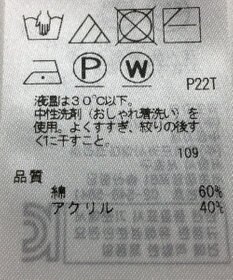 P W
P22T
液温は30℃以下。
中性洗剤(おしゃれ着洗い)を
使用。よくすすぎ、絞りの後す
ぐに干すこと。
109
品質
綿 60%
アクリル 40%